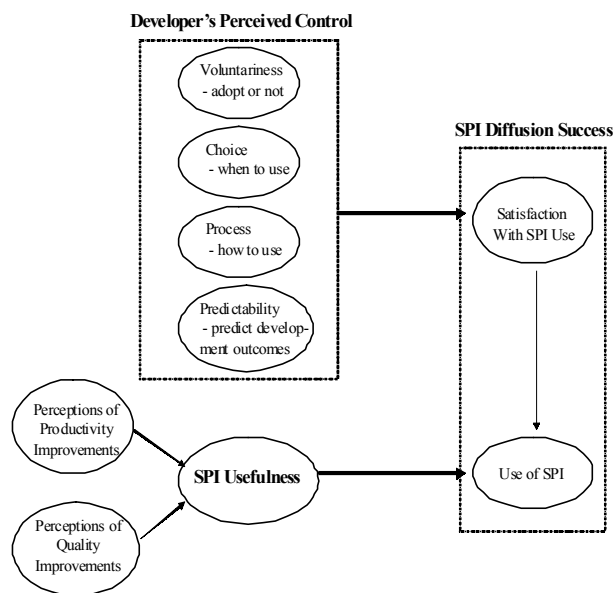 Developer's Perceived Control
Voluntariness
- adopt or not
Choice
- when to use
Process
- how to use
Predictability
- predict develop-
ment outcomes
SPI Diffusion Success
Satisfaction
With SPI Use
Use of SPI
Perceptions of
Productivity
Improvements
SPI Usefulness
Perceptions of
Quality
Improvements